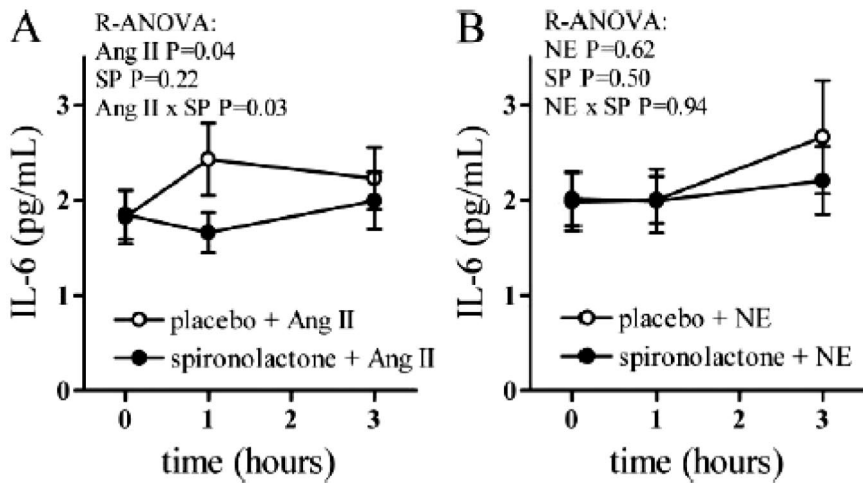 A
R-ANOVA:
Ang II P=0.04
SP P=0.22
Ang II x SP P=0.03
IL-6 (pg/mL)
3
2
1
0
placebo + Ang II
spironolactone + Ang II
0 1 2 3
time (hours)
B
R-ANOVA:
NE P=0.62
SP P=0.50
NE x SP P=0.94
IL-6 (pg/mL)
3
2
1
0
placebo + NE
spironolactone + NE
0 1 2 3
time (hours)